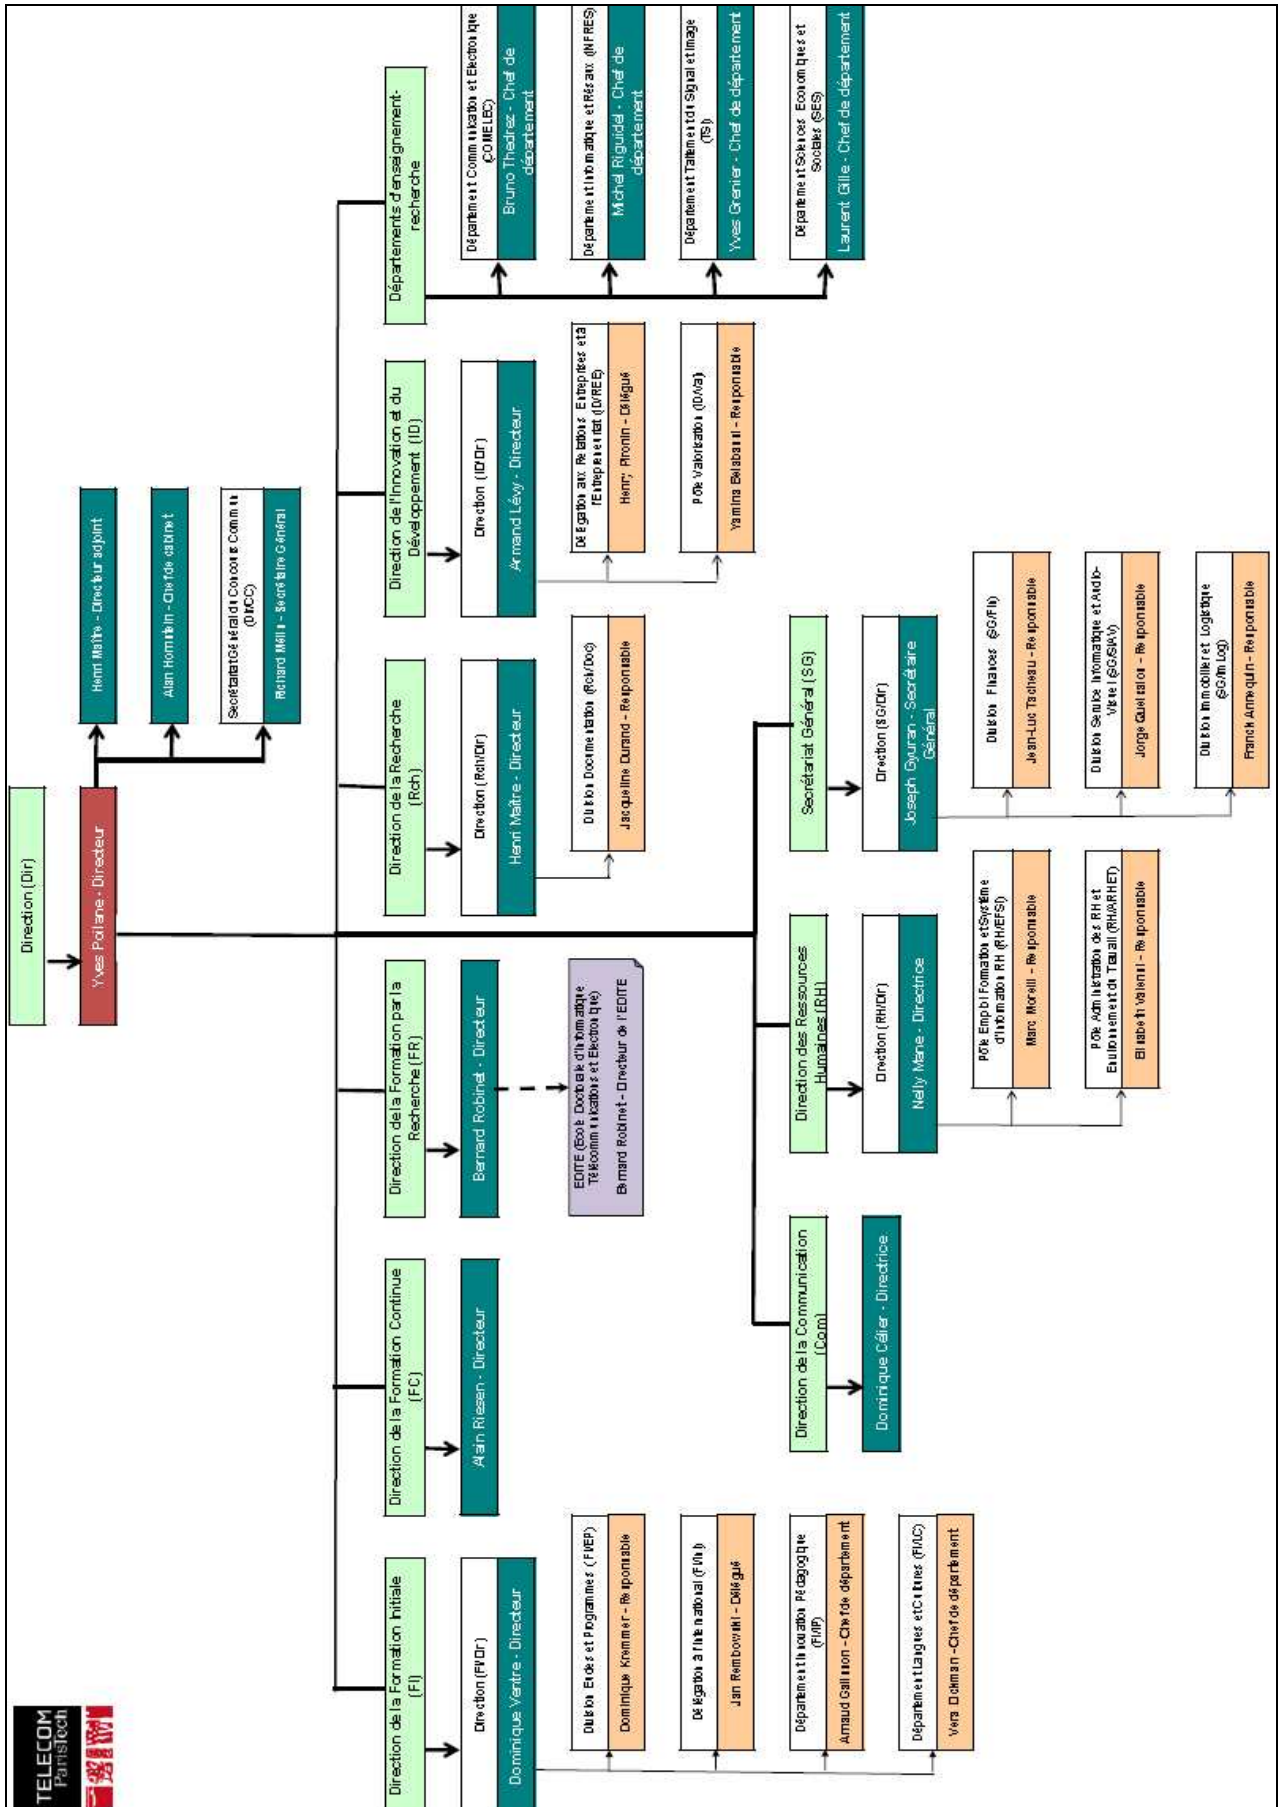 TELECOM
ParisTech
Direction (Dir)
Yves Poilane - Directeur
Henri Maître - Directeur adjoint
Alan Hornstein - Chef de cabinet
Secrétariat Général du Concours Commun
(Dir/CC)
Richard Mélin - Secrétaire Général
Direction de la Formation Initiale
(FI)
Direction (FI/Dir)
Dominique Ventre - Directeur
Division Etudes et Programmes (FI/EP)
Dominique Kremmer - Responsable
Délégation à l'International (FI/Int)
Jan Rembowski - Délégué
Département Innovation Pédagogique
(FI/IP)
Arnaud Gallisson - Chef de département
Département Langues et Cultures (FI/LC)
Vera Dickman - Chef de département
Direction de la Formation Continue
(FC)
Alain Riesen - Directeur
Direction de la Formation par la
Recherche (FR)
Bernard Robinet - Directeur
EDITE (Ecole Doctorale d'Informatique
Télécommunications et Electronique)
Bernard Robinet - Directeur de l'EDITE
Direction de la Recherche
(Rch)
Direction (Rch/Dir)
Henri Maître - Directeur
Division Documentation (Rch/Doc)
Jacqueline Durand - Responsable
Direction de l'Innovation et du
Développement (ID)
Direction (ID/Dir)
Armand Lévy - Directeur
Délégation aux Relations Entreprises et à
l'Entrepreneuriat (ID/REE)
Henry Pironin - Délégué
Pôle Valorisation (ID/Val)
Yamina Belabassi - Responsable
Départements d'enseignement-
recherche
Département Communication et Electronique
(COMELEC)
Bruno Thedrez - Chef de
département
Département Informatique et Réseaux (INFRES)
Michel Riguidel - Chef de
département
Département Traitement du Signal et Image
(TSI)
Yves Grenier - Chef de département
Département Sciences Economiques et
Sociales (SES)
Laurent Gille - Chef de département
Direction de la Communication
(Com)
Dominique Célier - Directrice
Direction des Ressources
Humaines (RH)
Direction (RH/Dir)
Nelly Mane - Directrice
Pôle Emploi Formation et Système
d'Information RH (RH/EFSI)
Marc Morelli - Responsable
Pôle Administration des RH et
Environnement du Travail (RH/ARHET)
Elisabeth Valensi - Responsable
Secrétariat Général (SG)
Direction (SG/Dir)
Joseph Gyuran - Secrétaire
Général
Division Finances (SG/Fin)
Jean-Luc Tacheau - Responsable
Division Service Informatique et Audio-
Visuel (SG/SIAV)
Jorge - Responsable
Division Immobilier et Logistique
(SG/ImLog)
Franck Annequin - Responsable